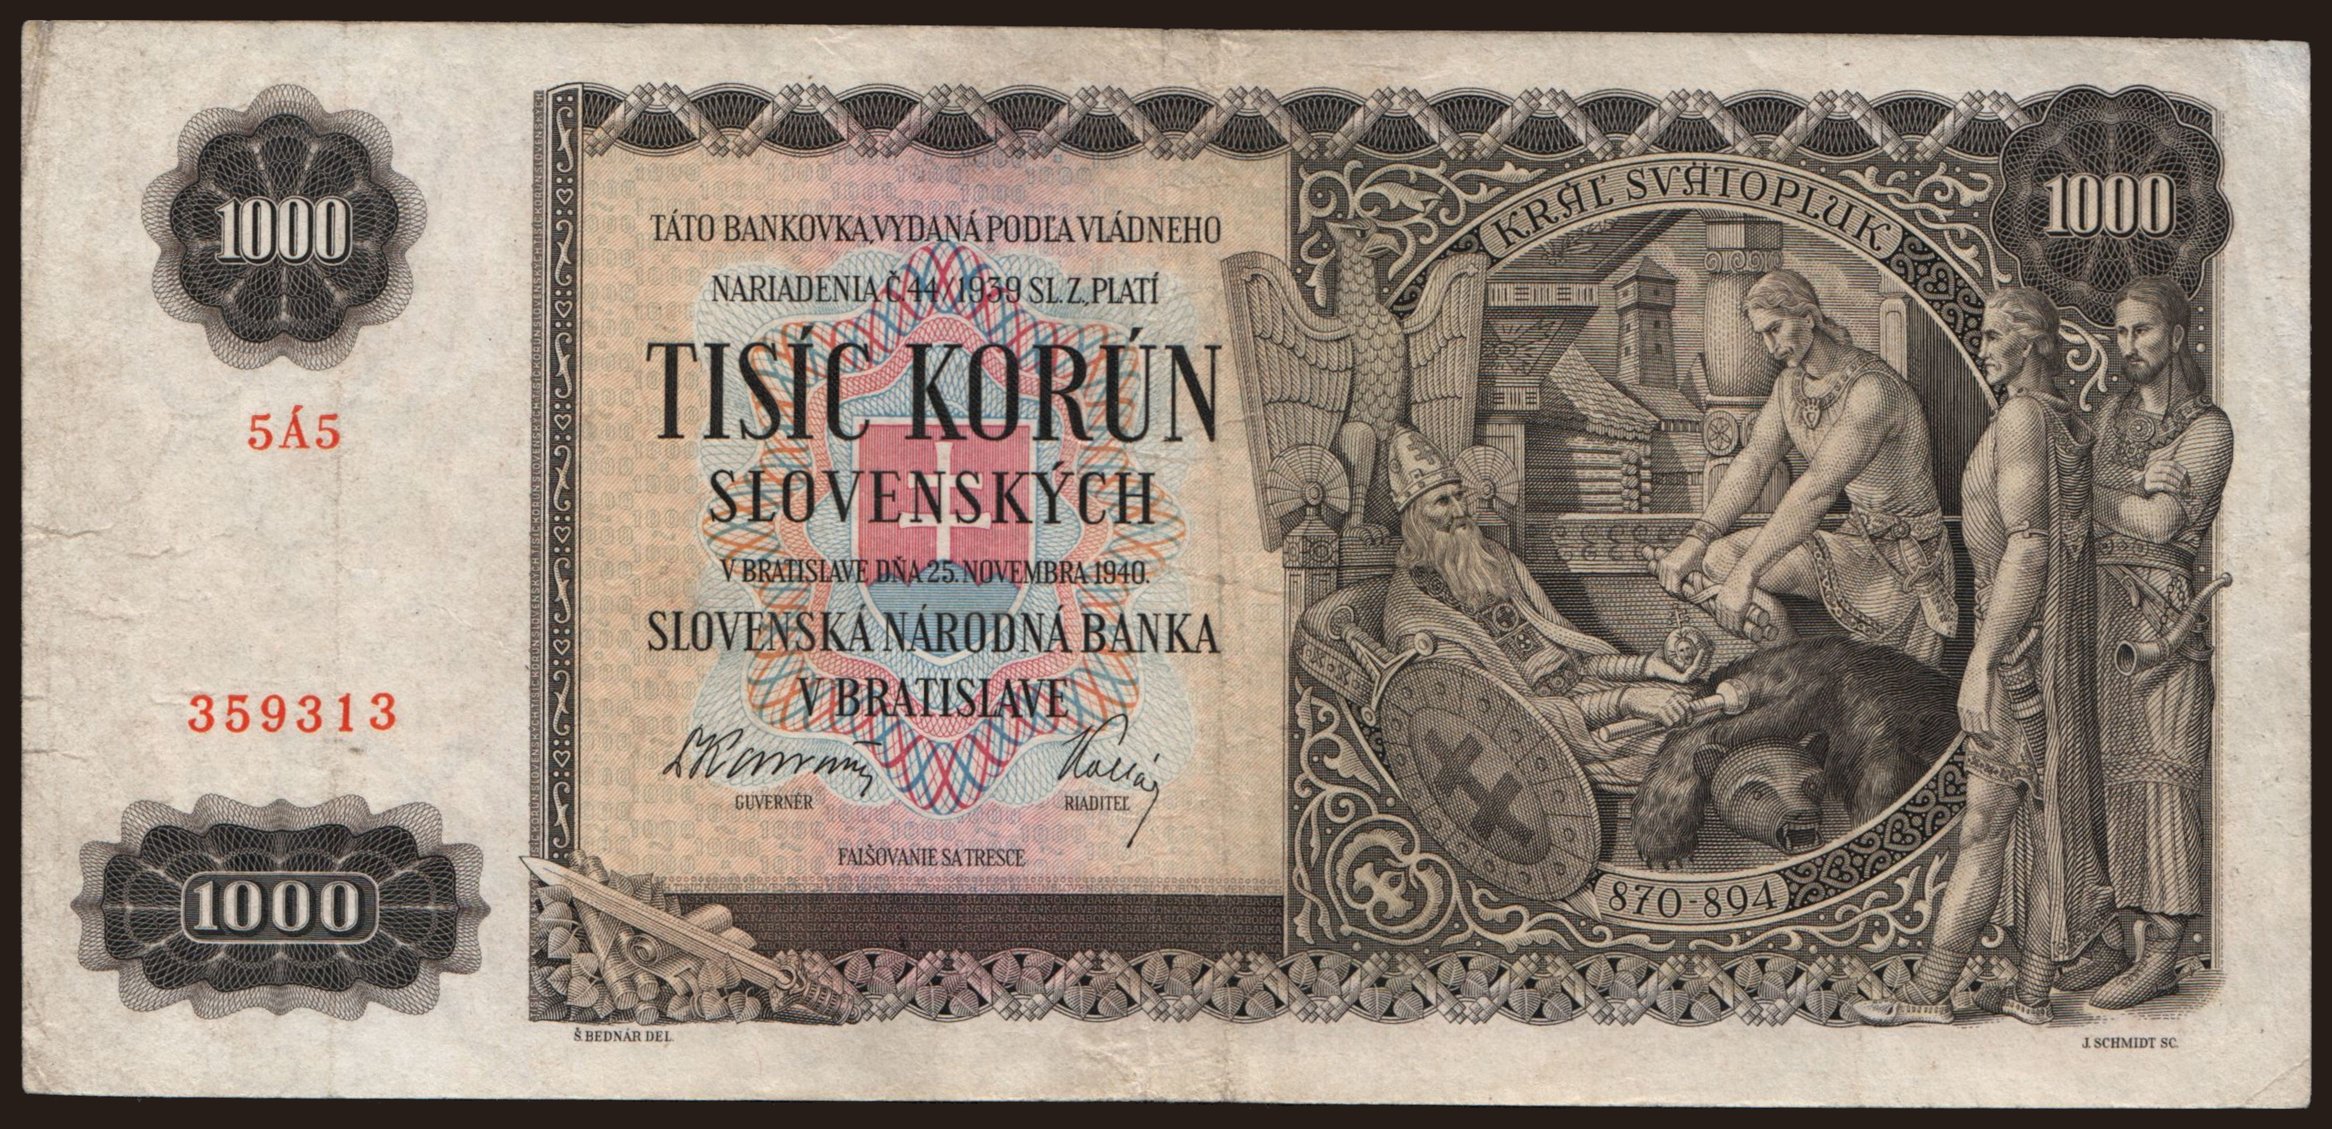 1000
5Á5
359313
1000
TÁTO BANKOVKA, VYDANÁ PODĽA VLÁDNEHO
NARIADENIA Č. 44/1939 SL. Z., PLATÍ
TISÍC KORÚN
SLOVENSKÝCH
V BRATISLAVE DŇA 25. NOVEMBRA 1940.
SLOVENSKÁ NÁRODNÁ BANKA
V BRATISLAVE
GUVERNÉR
RIADITEĽ
FALŠOVANIE SA TRESCE
KRÁĽ SVÄTOPLUK
1000
870-894
Š. BEDNÁR DEL.
J. SCHMIDT SC.